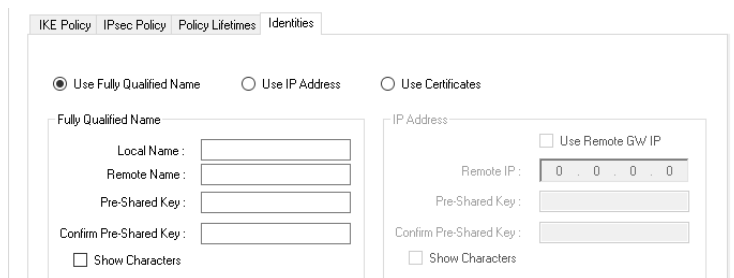 IKE Policy IPsec Policy Policy Lifetimes Identities
Use Fully Qualified Name Use IP Address Use Certificates
Fully Qualified Name
Local Name :
Remote Name :
Pre-Shared Key :
Confirm Pre-Shared Key :
Show Characters
IP Address
Use Remote GW IP
Remote IP : 0 . 0 . 0 . 0
Pre-Shared Key :
Confirm Pre-Shared Key :
Show Characters